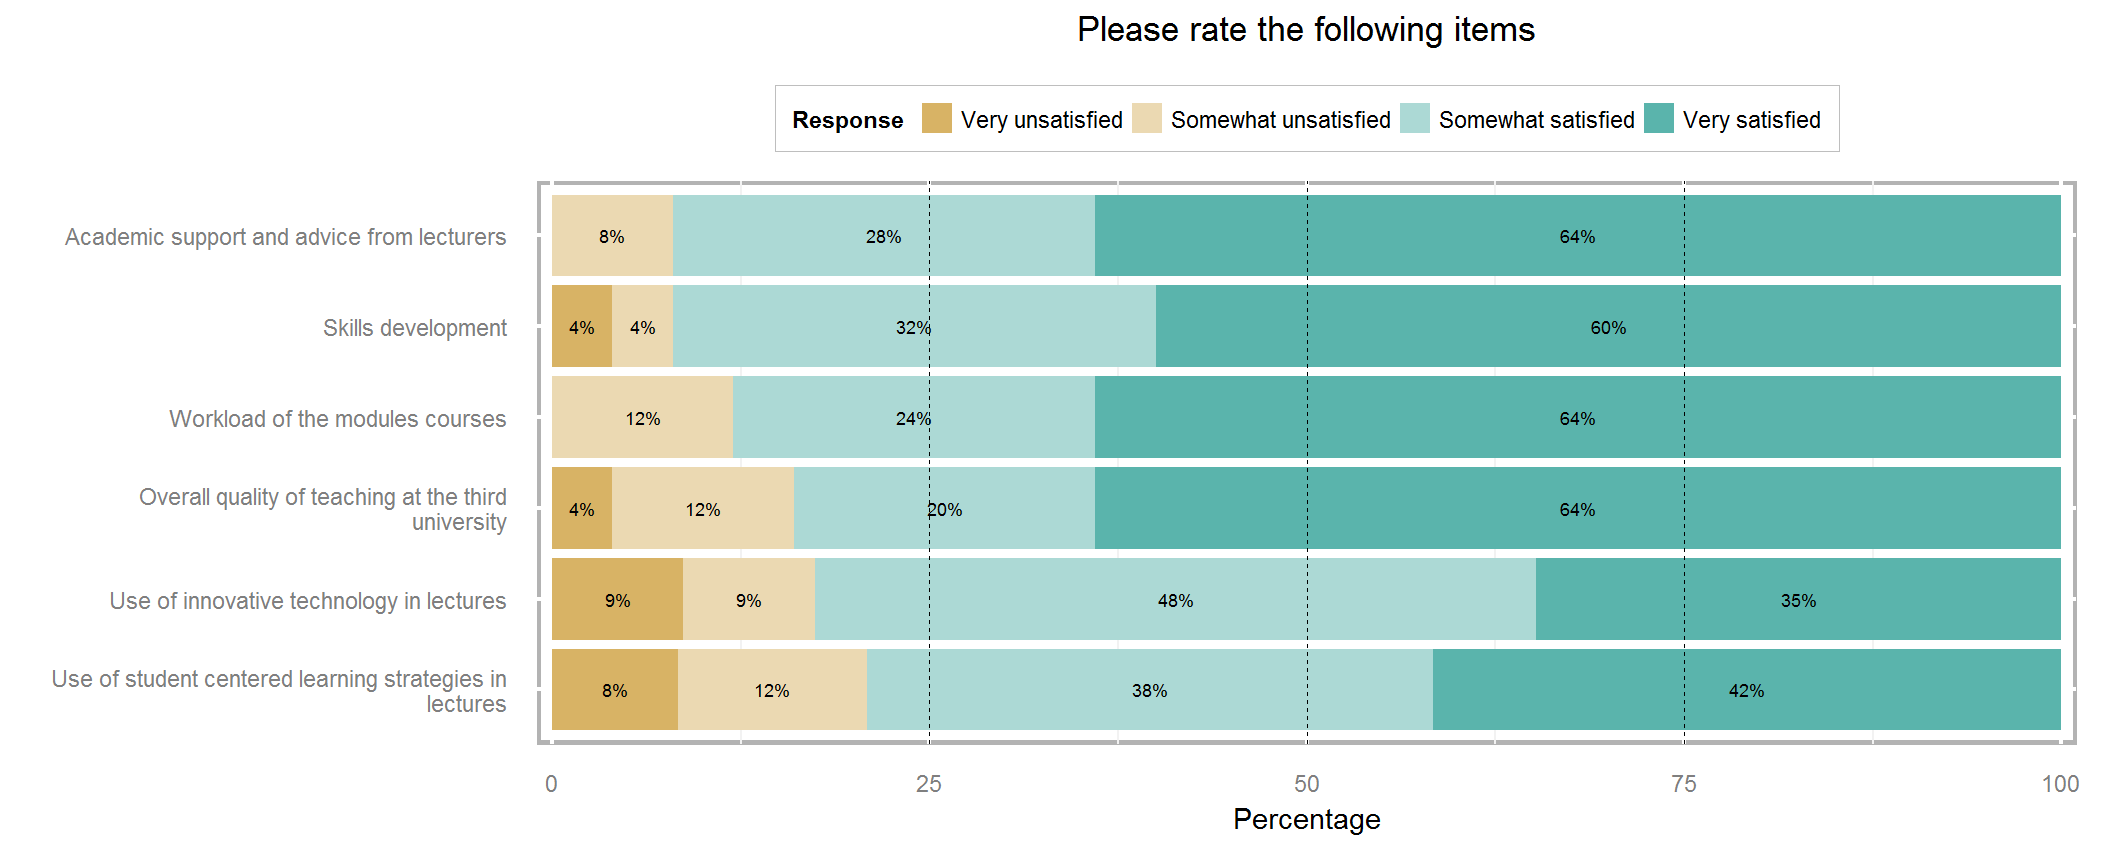 Please rate the following items
Response Very unsatisfied Somewhat unsatisfied Somewhat satisfied Very satisfied
Academic support and advice from lecturers 8% 28% 64%
Skills development 4% 4% 32% 60%
Workload of the modules courses 12% 24% 64%
Overall quality of teaching at the third
university 4% 12% 20% 64%
Use of innovative technology in lectures 9% 9% 48% 35%
Use of student centered learning strategies in
lectures 8% 12% 38% 42%
0 25 50 75 100
Percentage